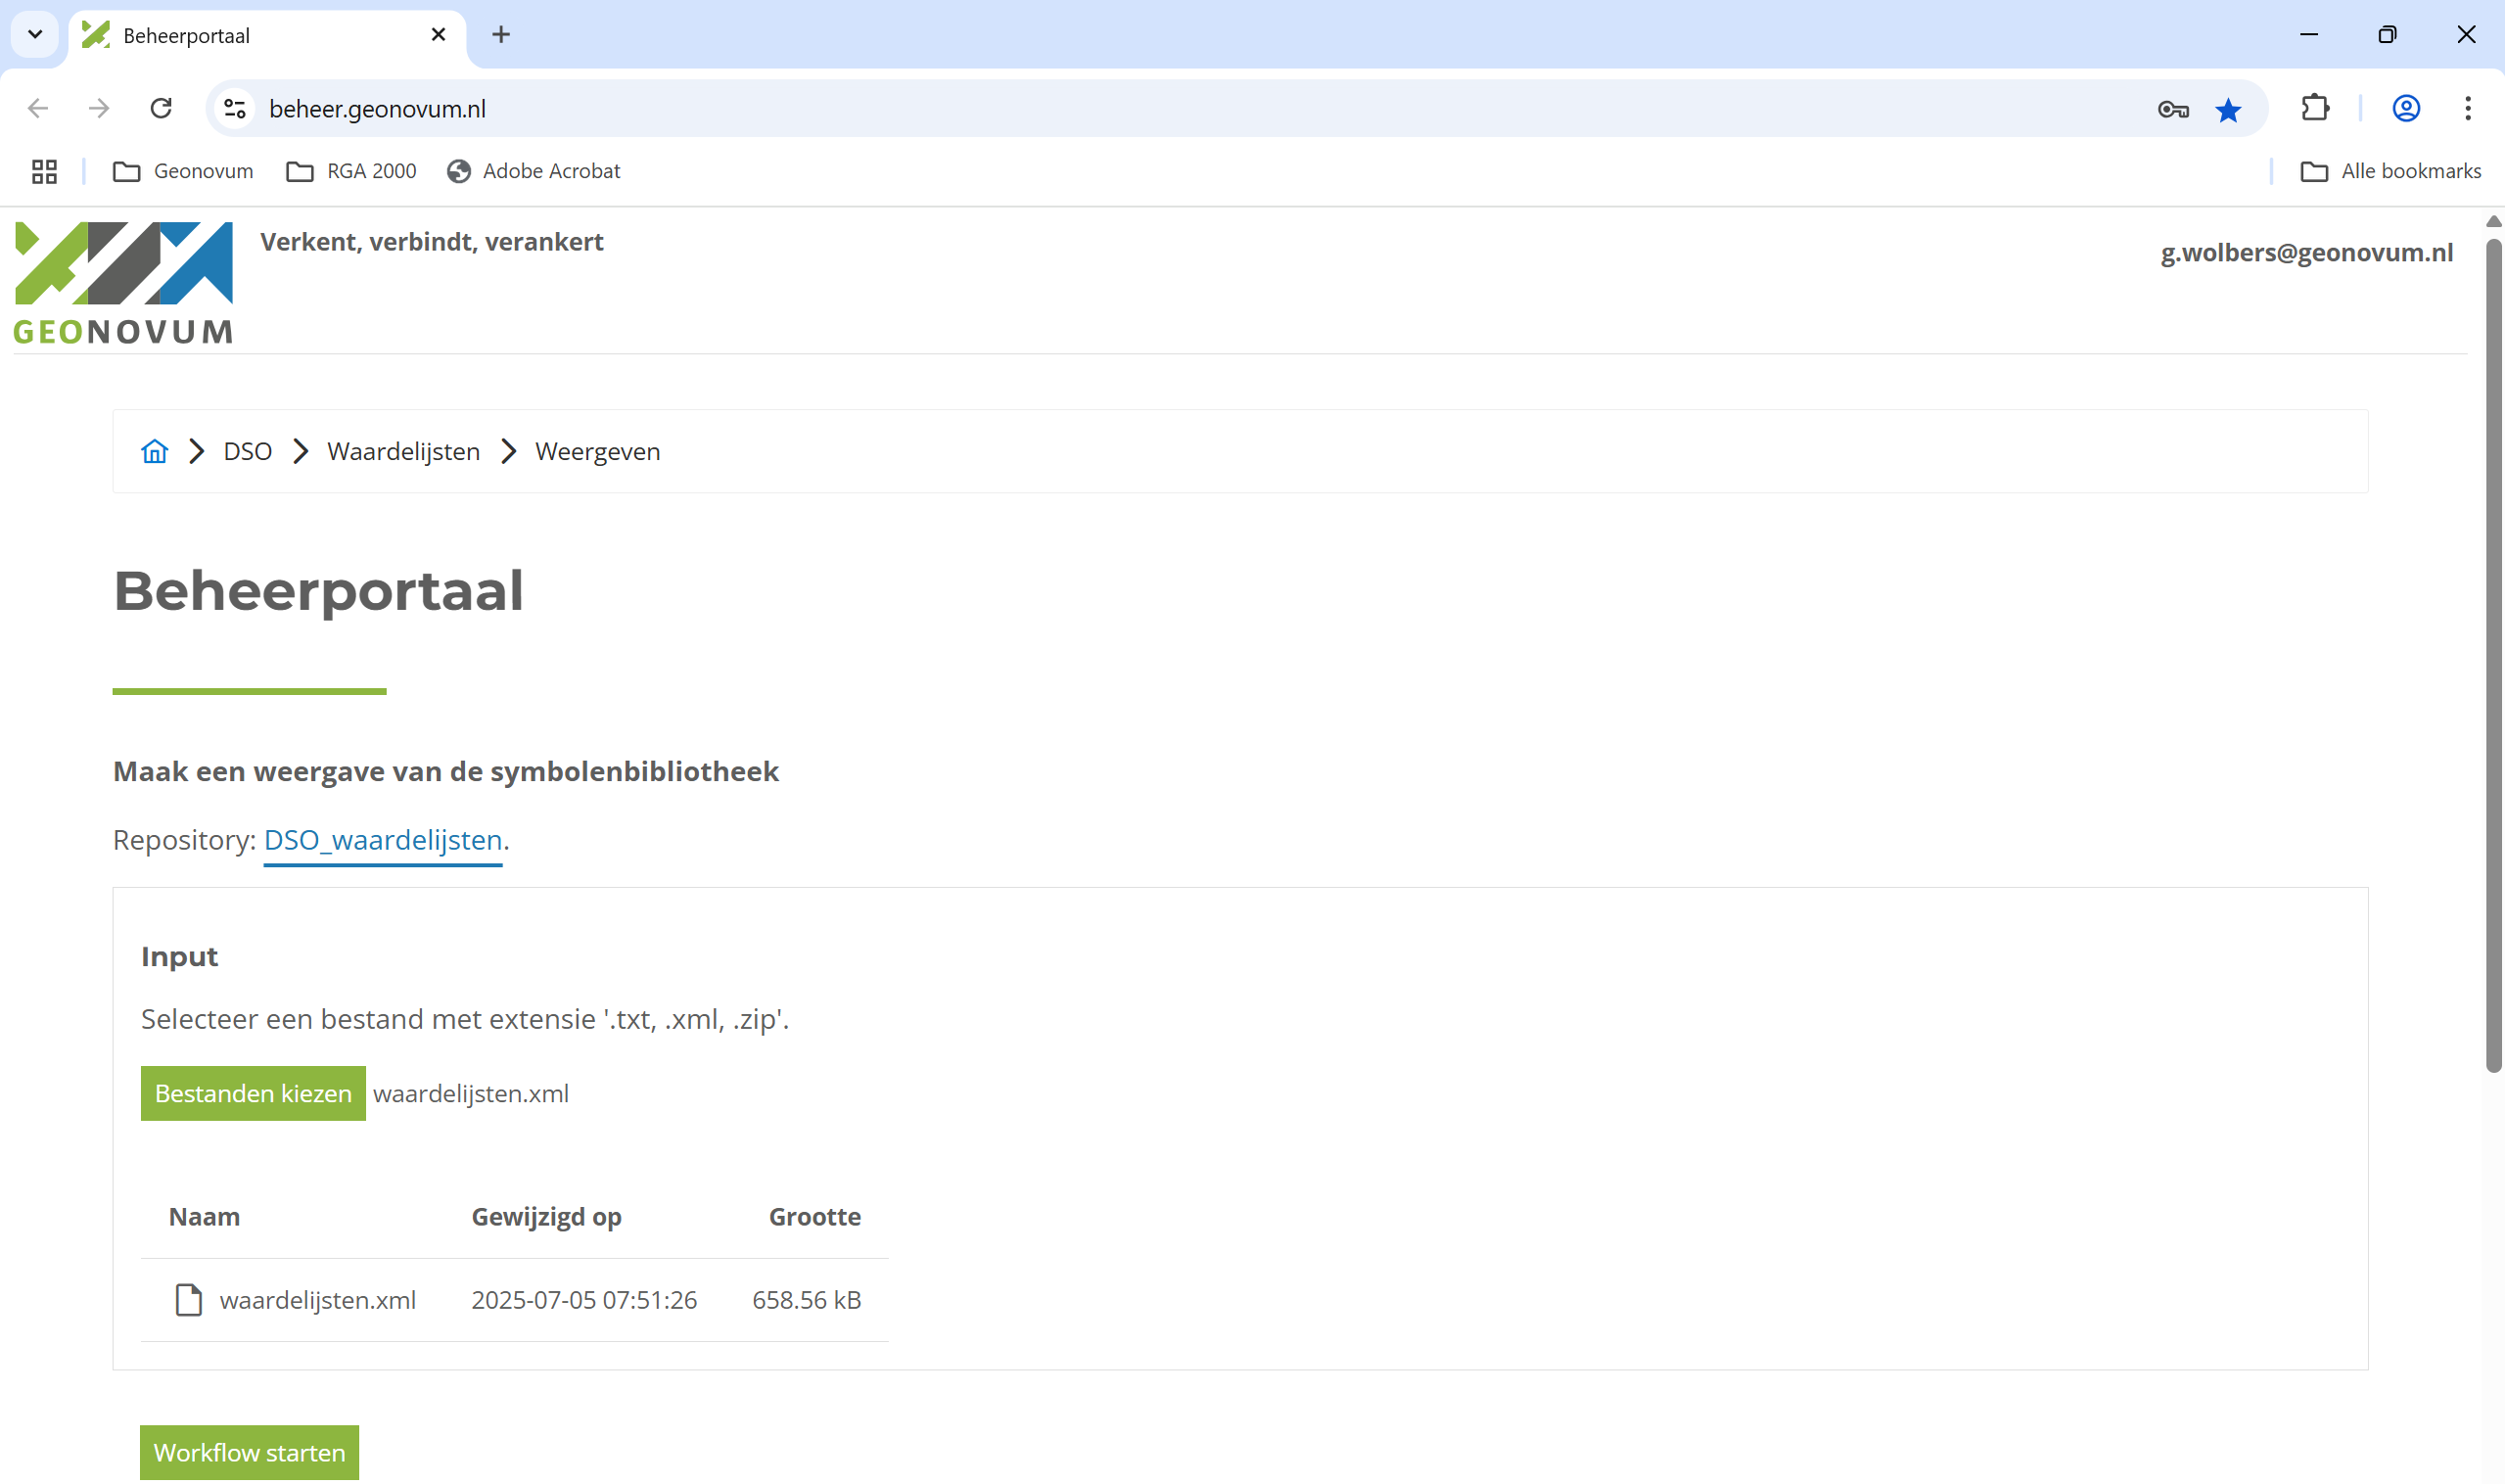 Beheerportaal
beheer.geonovum.nl
Geonovum
RGA 2000
Adobe Acrobat
Alle bookmarks
GEONOVUM
Verkent, verbindt, verankert
g.wolbers@geonovum.nl
DSO
Waardelijsten
Weergeven
Beheerportaal
Maak een weergave van de symbolenbibliotheek
Repository: DSO_waardelijsten.
Input
Selecteer een bestand met extensie '.txt, .xml, .zip'.
Bestanden kiezen waardelijsten.xml
Naam Gewijzigd op Grootte
waardelijsten.xml 2025-07-05 07:51:26 658.56 kB
Workflow starten